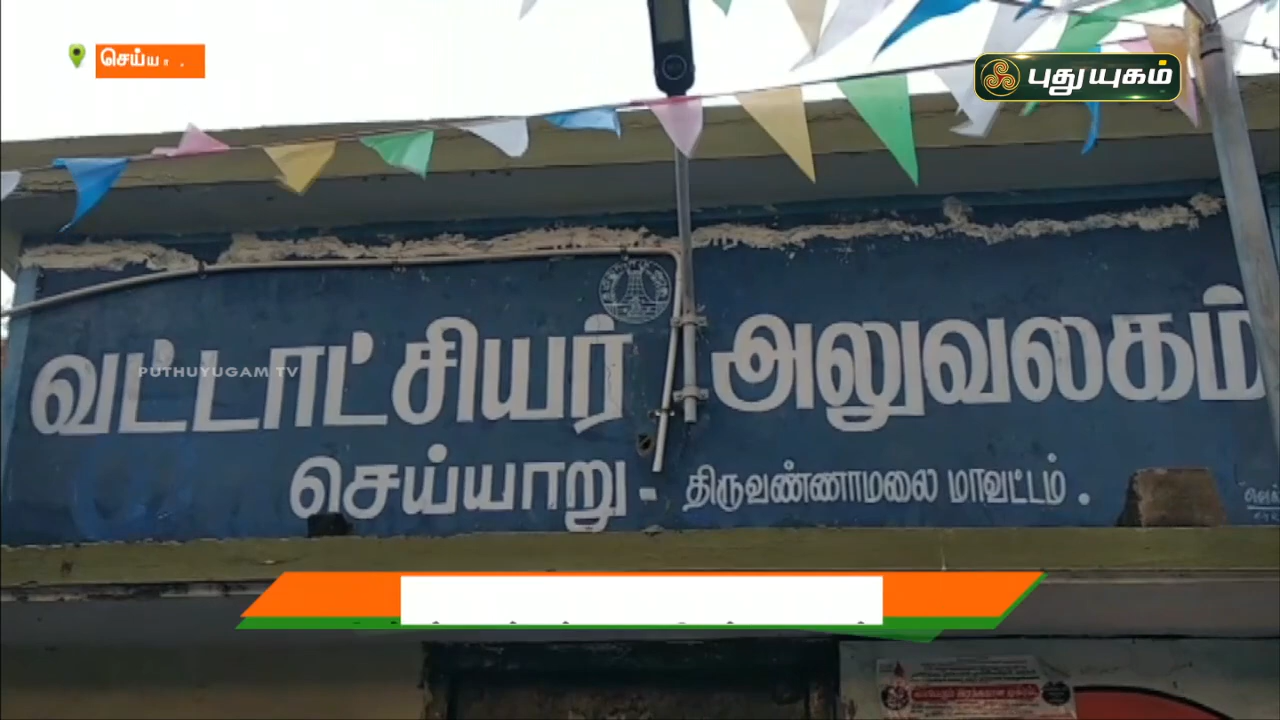 செய்யா
புதுயுகம்
PUTHUYUGAM TV
வட்டாட்சியர் அலுவலகம்
செய்யாறு - திருவண்ணாமலை மாவட்டம் .